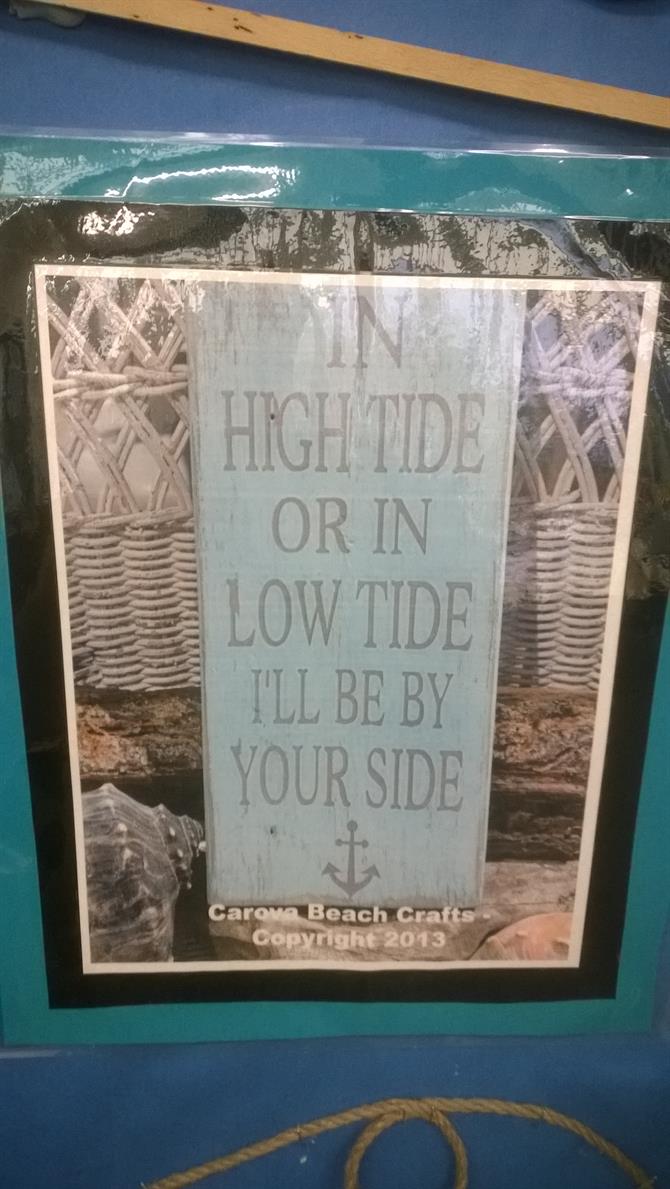 IN
HIGH TIDE
OR IN
LOW TIDE
I'LL BE BY
YOUR SIDE
Carova Beach Crafts -
Copyright 2013